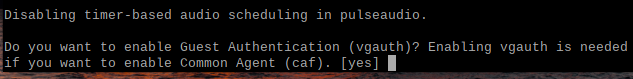 Disabling timer-based audio scheduling in pulseaudio.
Do you want to enable Guest Authentication (vgauth)? Enabling vgauth is needed
if you want to enable Common Agent (caf). [yes]